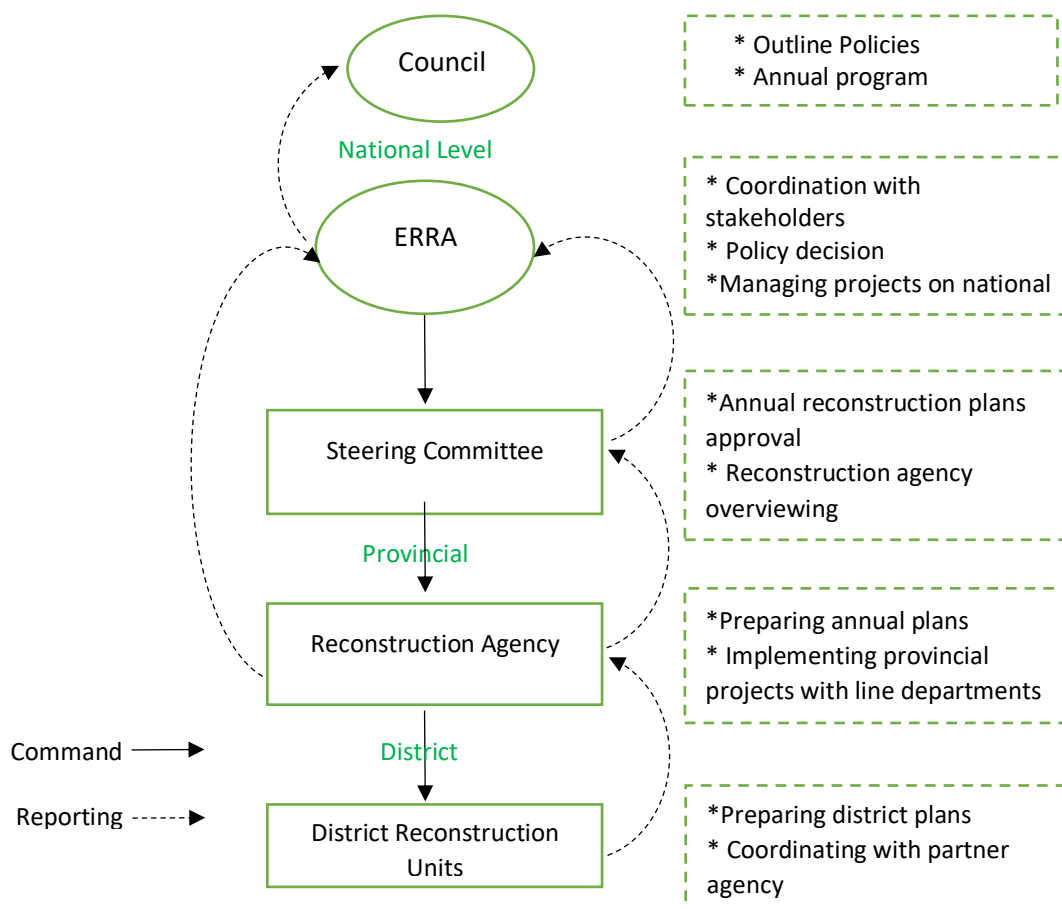 Council
* Outline Policies
* Annual program
National Level
ERRA
* Coordination with
stakeholders
* Policy decision
*Managing projects on national
Steering Committee
*Annual reconstruction plans
approval
* Reconstruction agency
overviewing
Provincial
Reconstruction Agency
*Preparing annual plans
* Implementing provincial
projects with line departments
Command
District
Reporting
District Reconstruction
Units
*Preparing district plans
* Coordinating with partner
agency